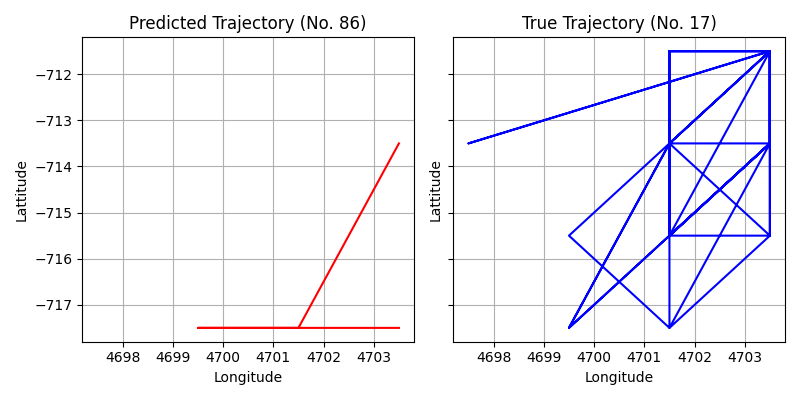 Predicted Trajectory (No. 86)
True Trajectory (No. 17)
Lattitude
−712
−713
−714
−715
−716
−717
4698 4699 4700 4701 4702 4703
Longitude
Lattitude
4698 4699 4700 4701 4702 4703
Longitude